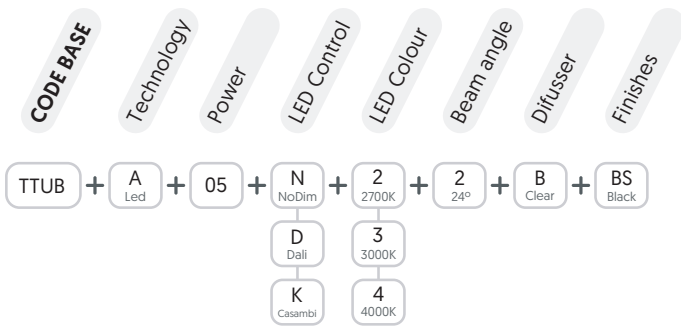 CODE BASE
Technology
Power
LED Control
LED Colour
Beam angle
Difusser
Finishes
TTUB + A + 05 + N + 2 + 2 + B + BS
Led NoDim 2700K 24º Clear Black
D 3
Dali 3000K
K 4
Casambi 4000K